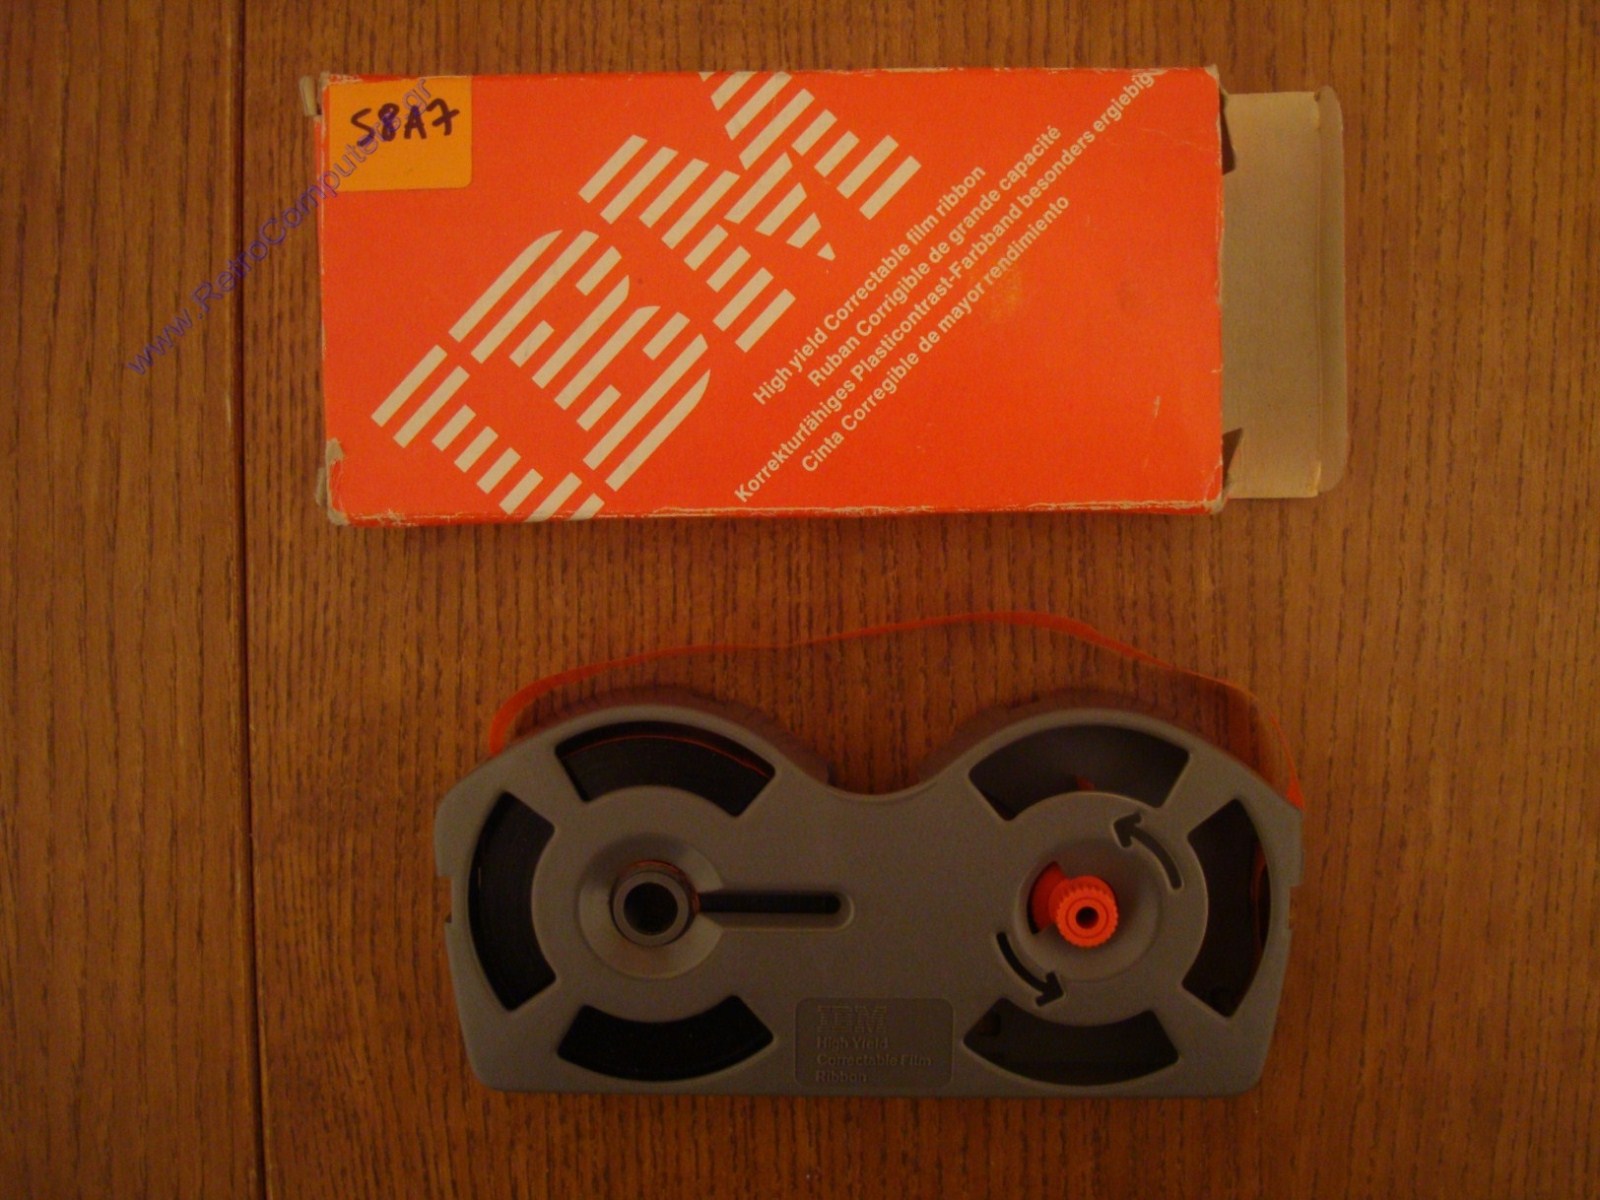 S8A7
www.RetroComputers.gr
IBM
High yield Correctable film ribbon
Ruban Corrigible de grande capacité
Korrekturfähiges Plasticontrast-Farbband besonders ergiebig
Cinta Corregible de mayor rendimiento
IBM
High Yield
Correctable Film
Ribbon